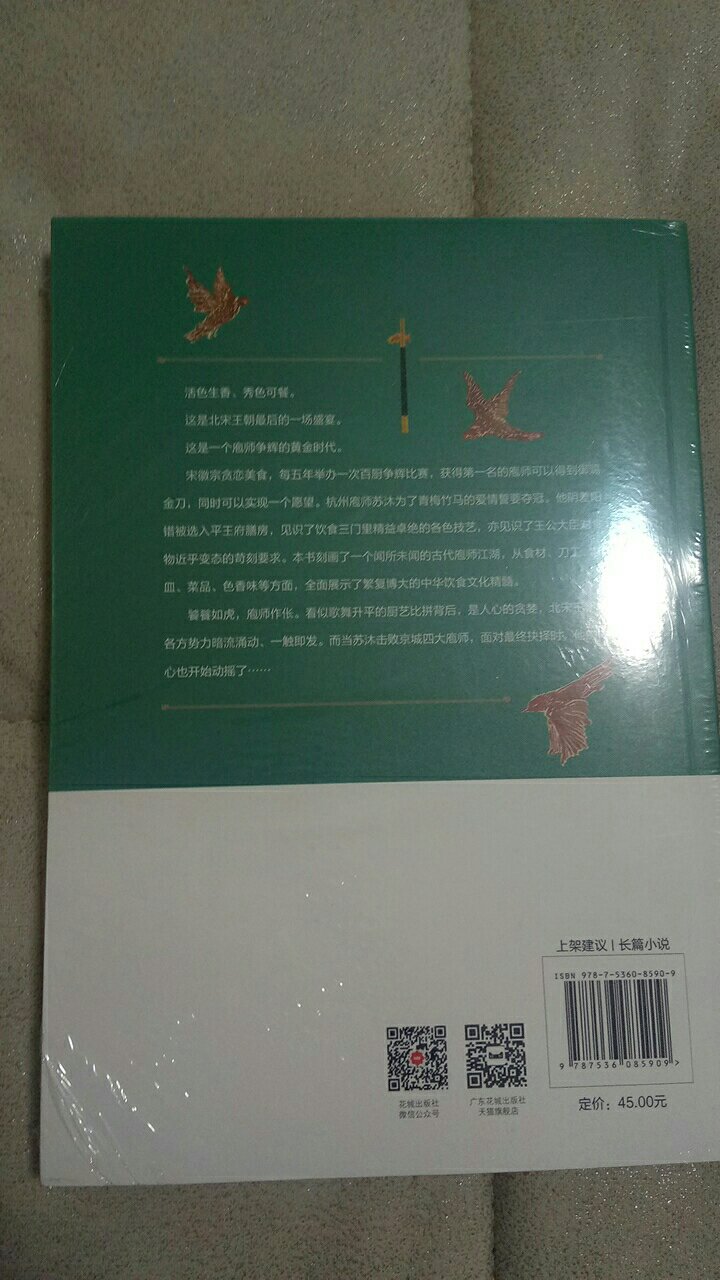 活色生香、秀色可餐。
这是北宋王朝最后的一场盛宴。
这是一个庖师争辉的黄金时代。
宋徽宗贪恋美食，每五年举办一次百厨争辉比赛，获得第一名的庖师可以得到御赐
金刀，同时可以实现一个愿望。杭州庖师苏沐为了青梅竹马的爱情誓要夺冠。他阴差阳
错被选入平王府膳房，见识了饮食三门里精益卓绝的各色技艺，亦见识了王公大臣对
物近乎变态的苛刻要求。本书刻画了一个闻所未闻的古代庖师江湖，从食材、刀工
皿、菜品、色香味等方面，全面展示了繁复博大的中华饮食文化精髓。
饕餮如虎，庖师作伥。看似歌舞升平的厨艺比拼背后，是人心的贪婪，北宋王
各方势力暗流涌动、一触即发。而当苏沐击败京城四大庖师，面对最终抉择时，他
心也开始动摇了……
上架建议 | 长篇小说
ISBN 978-7-5360-8590-9
9 787536 085909 >
定价：45.00元
花城出版社
微信公众号
广东花城出版社
天猫旗舰店